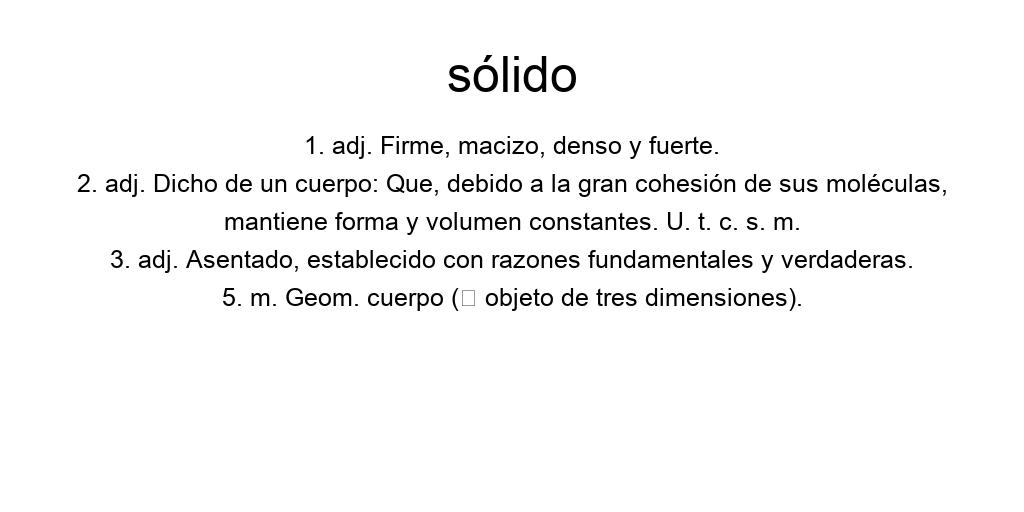 sólido
1. adj. Firme, macizo, denso y fuerte.
2. adj. Dicho de un cuerpo: Que, debido a la gran cohesión de sus moléculas,
mantiene forma y volumen constantes. U. t. c. s. m.
3. adj. Asentado, establecido con razones fundamentales y verdaderas.
5. m. Geom. cuerpo (□ objeto de tres dimensiones).